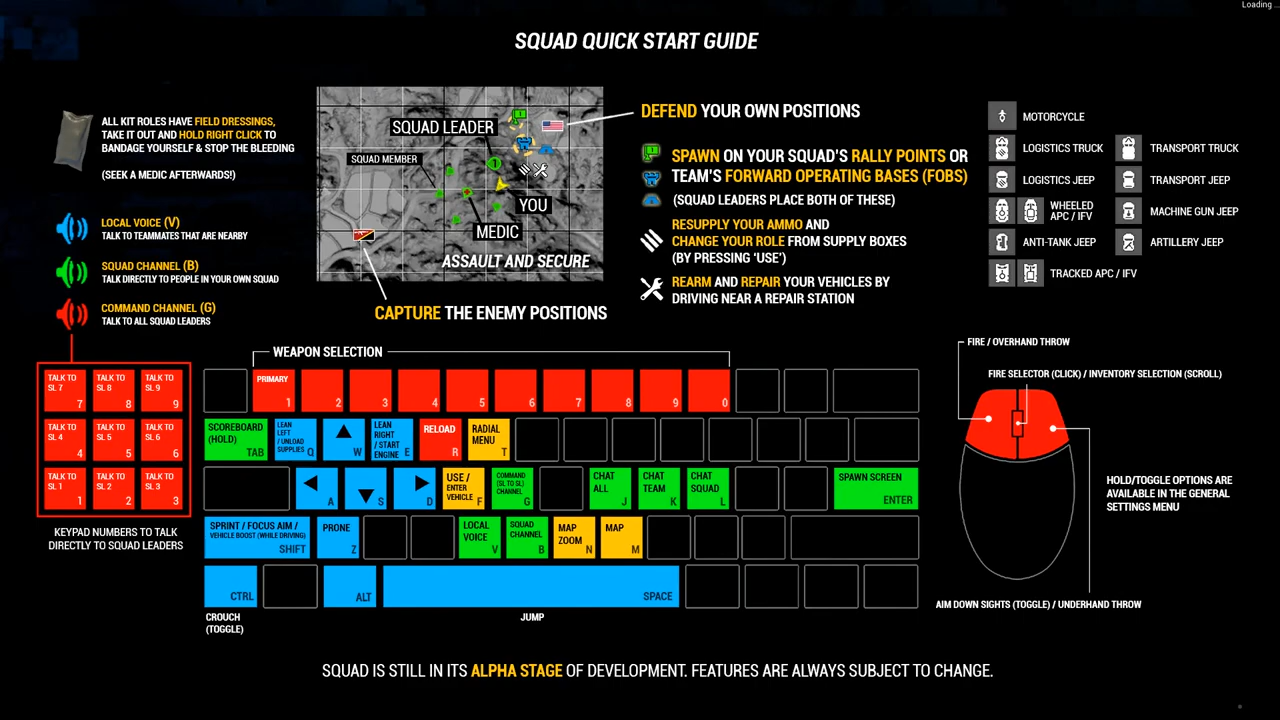 Loading ...
SQUAD QUICK START GUIDE
ALL KIT ROLES HAVE FIELD DRESSINGS,
TAKE IT OUT AND HOLD RIGHT CLICK TO
BANDAGE YOURSELF & STOP THE BLEEDING
(SEEK A MEDIC AFTERWARDS!)
LOCAL VOICE (V)
TALK TO TEAMMATES THAT ARE NEARBY
SQUAD CHANNEL (B)
TALK DIRECTLY TO PEOPLE IN YOUR OWN SQUAD
COMMAND CHANNEL (G)
TALK TO ALL SQUAD LEADERS
SQUAD LEADER
SQUAD MEMBER
1
YOU
MEDIC
ASSAULT AND SECURE
CAPTURE THE ENEMY POSITIONS
DEFEND YOUR OWN POSITIONS
SPAWN ON YOUR SQUAD'S RALLY POINTS OR
TEAM'S FORWARD OPERATING BASES (FOBS)
(SQUAD LEADERS PLACE BOTH OF THESE)
RESUPPLY YOUR AMMO AND
CHANGE YOUR ROLE FROM SUPPLY BOXES
(BY PRESSING 'USE')
REARM AND REPAIR YOUR VEHICLES BY
DRIVING NEAR A REPAIR STATION
MOTORCYCLE
LOGISTICS TRUCK
TRANSPORT TRUCK
LOGISTICS JEEP
TRANSPORT JEEP
WHEELED
APC / IFV
MACHINE GUN JEEP
ANTI-TANK JEEP
ARTILLERY JEEP
TRACKED APC / IFV
TALK TO
SL 7
7
TALK TO
SL 8
8
TALK TO
SL 9
9
TALK TO
SL 4
4
TALK TO
SL 5
5
TALK TO
SL 6
6
TALK TO
SL 1
1
TALK TO
SL 2
2
TALK TO
SL 3
3
KEYPAD NUMBERS TO TALK
DIRECTLY TO SQUAD LEADERS
WEAPON SELECTION
PRIMARY
1
2
3
4
5
6
7
8
9
0
SCOREBOARD
(HOLD)
TAB
LEAN
LEFT
/ UNLOAD
SUPPLIES
Q
W
LEAN
RIGHT
/ START
ENGINE
E
RELOAD
R
RADIAL
MENU
T
A
S
D
USE /
ENTER
VEHICLE
F
COMMAND
(SL TO SL)
CHANNEL
G
CHAT
ALL
J
CHAT
TEAM
K
CHAT
SQUAD
L
SPAWN SCREEN
ENTER
SPRINT / FOCUS AIM /
VEHICLE BOOST (WHILE DRIVING)
SHIFT
PRONE
Z
LOCAL
VOICE
V
SQUAD
CHANNEL
B
MAP
ZOOM
N
MAP
M
CTRL
ALT
SPACE
CROUCH
(TOGGLE)
JUMP
FIRE / OVERHAND THROW
FIRE SELECTOR (CLICK) / INVENTORY SELECTION (SCROLL)
HOLD/TOGGLE OPTIONS ARE
AVAILABLE IN THE GENERAL
SETTINGS MENU
AIM DOWN SIGHTS (TOGGLE) / UNDERHAND THROW
SQUAD IS STILL IN ITS ALPHA STAGE OF DEVELOPMENT. FEATURES ARE ALWAYS SUBJECT TO CHANGE.